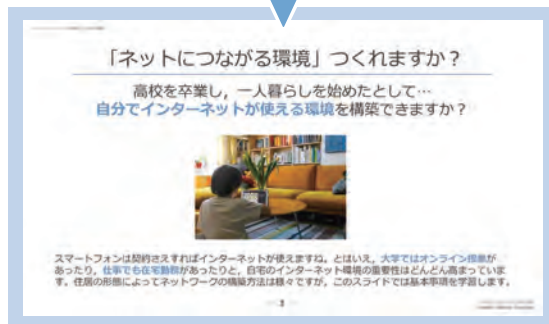 「ネットにつながる環境」つくれますか？
高校を卒業し，一人暮らしを始めたとして…
自分でインターネットが使える環境を構築できますか？
スマートフォンは契約さえすればインターネットが使えますね。とはいえ，大学ではオンライン授業が
あったり，仕事でも在宅勤務があったりと，自宅のインターネット環境の重要性はどんどん高まっていま
す。住居の形態によってネットワークの構築方法は様々ですが，このスライドでは基本事項を学習します。